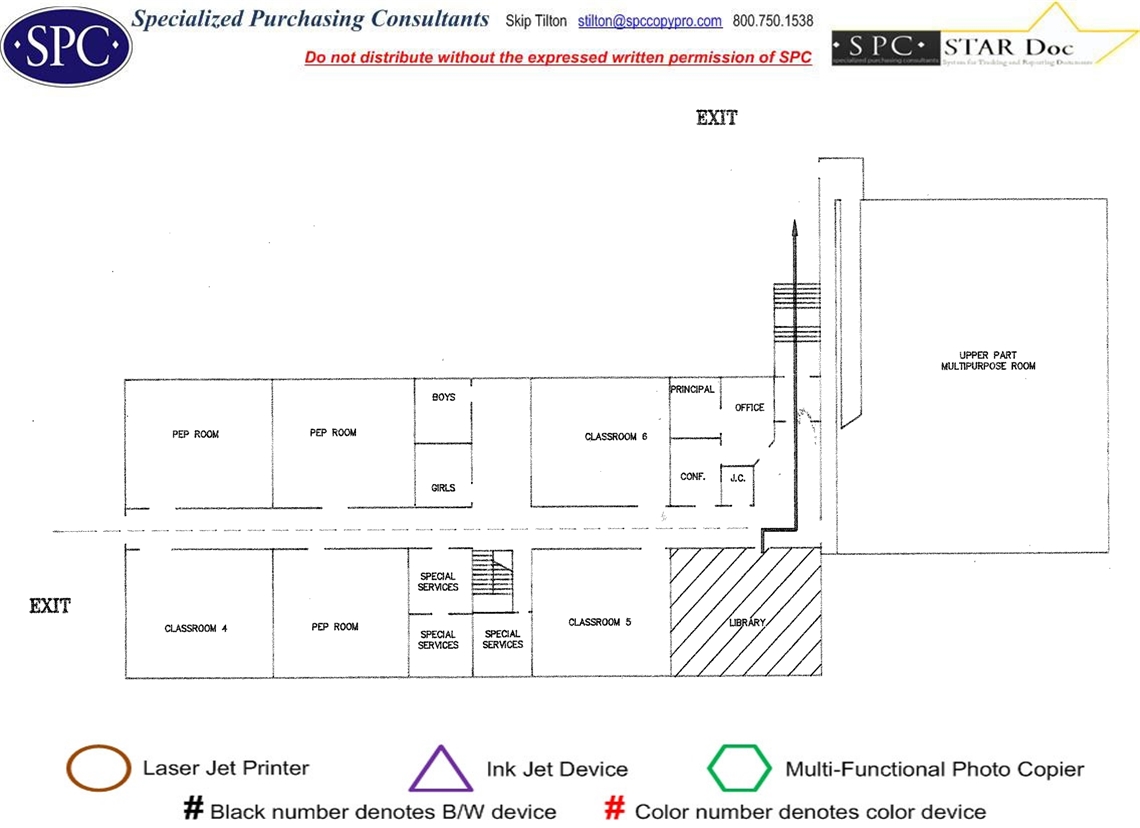 ·SPC·
Specialized Purchasing Consultants Skip Tilton stilton@spccopypro.com 800.750.1538
Do not distribute without the expressed written permission of SPC
·SPC· STAR Doc
specialized purchasing consultants System for Tracking and Reporting Documents
EXIT
UPPER PART
MULTIPURPOSE ROOM
PRINCIPAL
BOYS
OFFICE
PEP ROOM
PEP ROOM
CLASSROOM 6
CONF.
J.C.
GIRLS
SPECIAL
SERVICES
EXIT
CLASSROOM 4
PEP ROOM
SPECIAL
SERVICES
SPECIAL
SERVICES
CLASSROOM 5
LIBRARY
Laser Jet Printer
Ink Jet Device
Multi-Functional Photo Copier
# Black number denotes B/W device
# Color number denotes color device